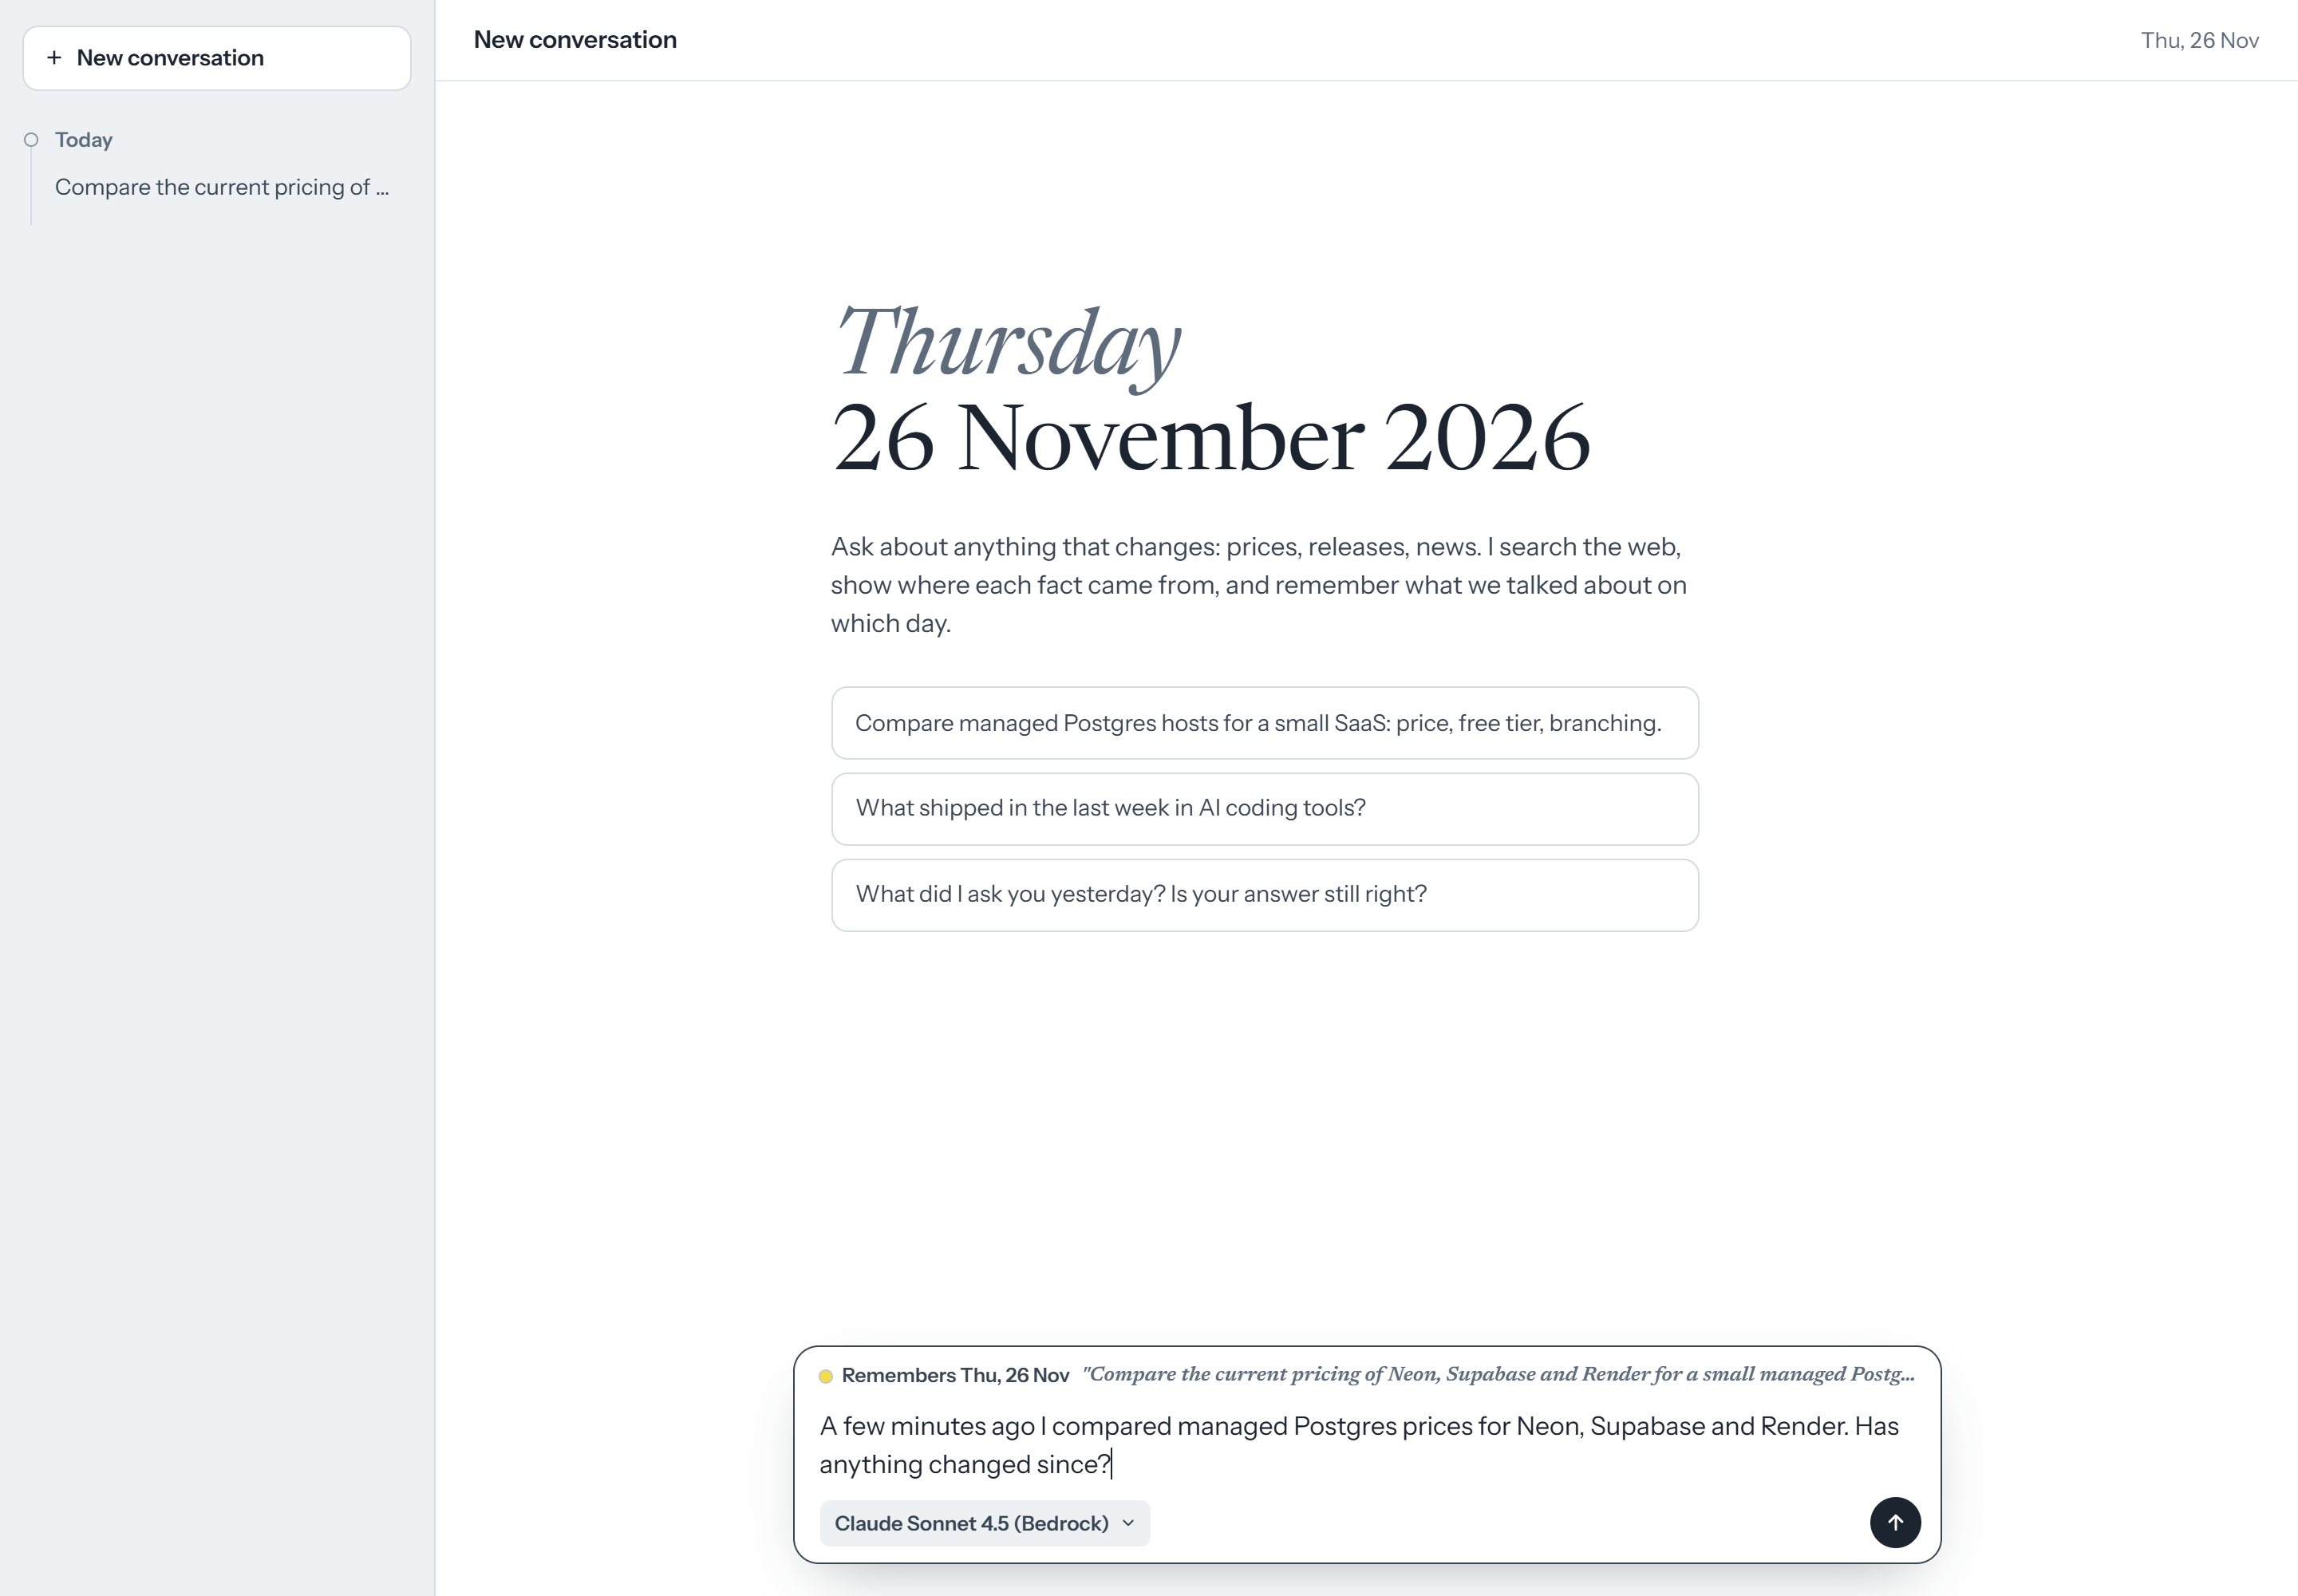 New conversation
Today
Compare the current pricing of ...
New conversation
Thu, 26 Nov
Thursday
26 November 2026
Ask about anything that changes: prices, releases, news. I search the web,
show where each fact came from, and remember what we talked about on
which day.
Compare managed Postgres hosts for a small SaaS: price, free tier, branching.
What shipped in the last week in AI coding tools?
What did I ask you yesterday? Is your answer still right?
Remembers Thu, 26 Nov "Compare the current pricing of Neon, Supabase and Render for a small managed Postg...
A few minutes ago I compared managed Postgres prices for Neon, Supabase and Render. Has
anything changed since?
Claude Sonnet 4.5 (Bedrock)